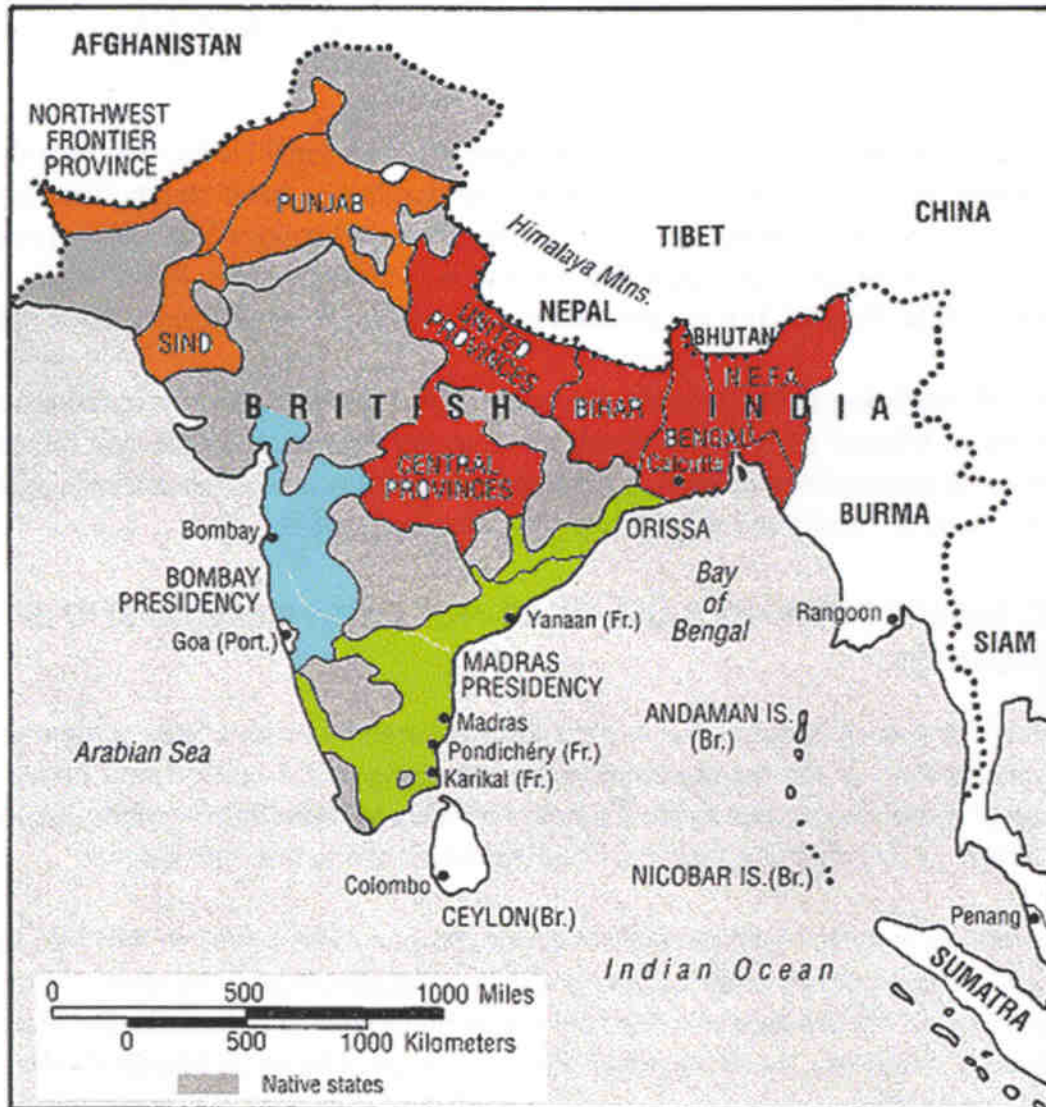 AFGHANISTAN
NORTHWEST
FRONTIER
PROVINCE
PUNJAB
CHINA
TIBET
Himalaya Mtns.
NEPAL
BHUTAN
UNITED
PROVINCES
SIND
N.E.F.A.
BRITISH INDIA
BIHAR
BENGAL
Calcutta
CENTRAL
PROVINCES
BURMA
ORISSA
Bombay
BOMBAY
PRESIDENCY
Goa (Port.)
Bay
of
Bengal
Yanaan (Fr.)
Rangoon
SIAM
MADRAS
PRESIDENCY
Madras
Pondichéry (Fr.)
Karikal (Fr.)
ANDAMAN IS.
(Br.)
Arabian Sea
Colombo
CEYLON(Br.)
NICOBAR IS.(Br.)
Penang
SUMATRA
Indian Ocean
0 500 1000 Miles
0 500 1000 Kilometers
Native states